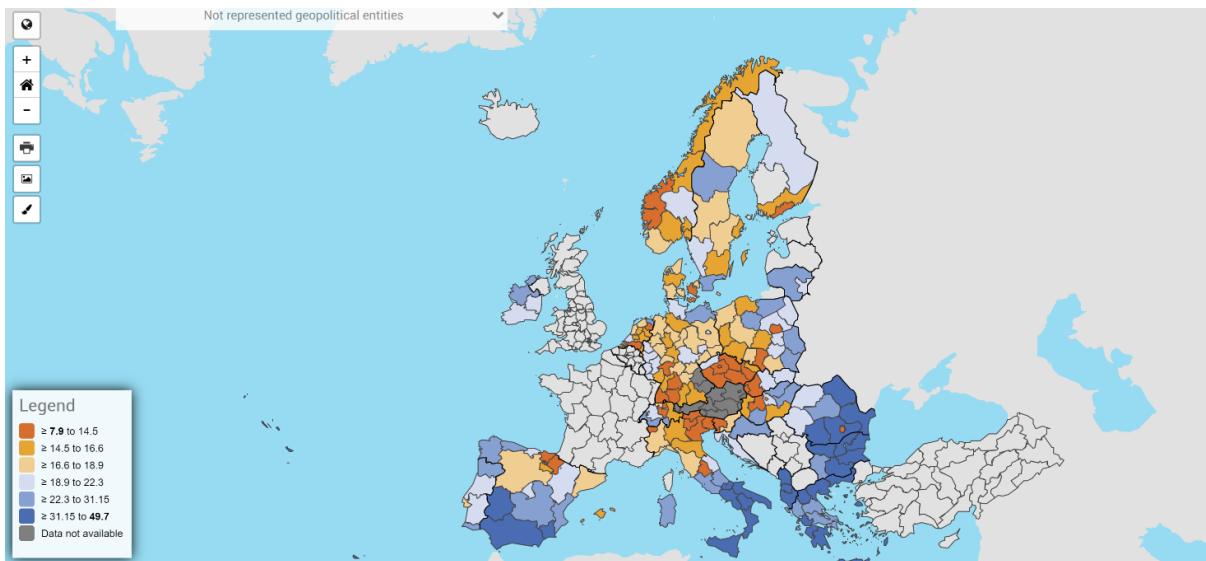 Not represented geopolitical entities
+
−
Legend
≥ 7.9 to 14.5
≥ 14.5 to 16.6
≥ 16.6 to 18.9
≥ 18.9 to 22.3
≥ 22.3 to 31.15
≥ 31.15 to 49.7
Data not available